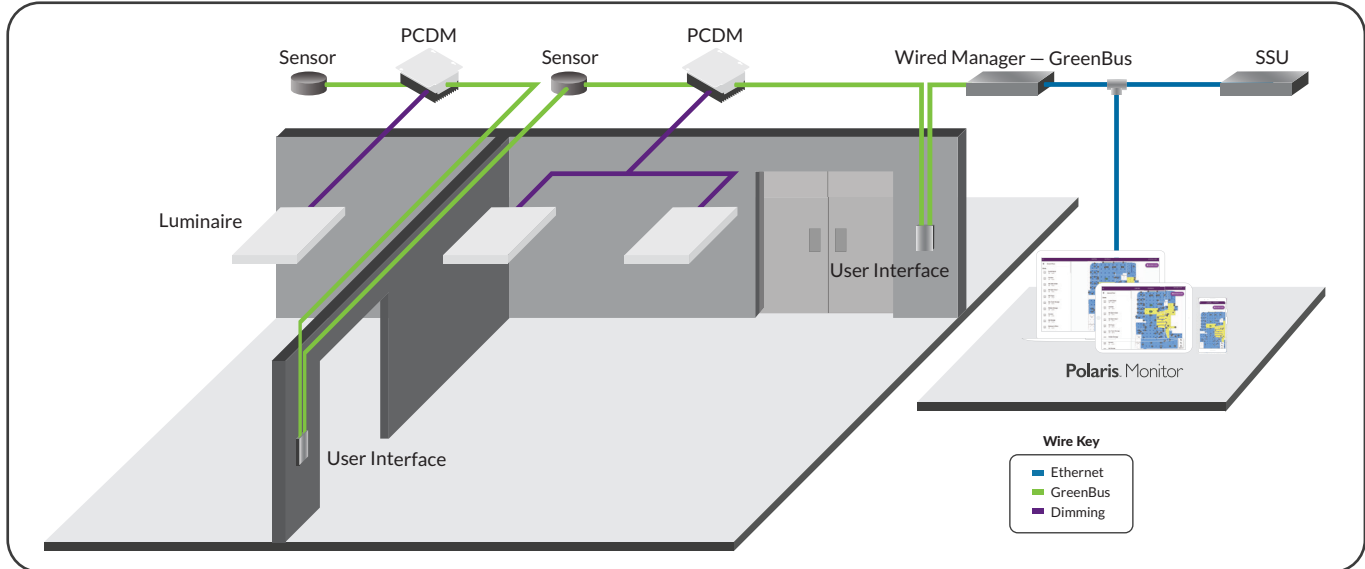 PCDM
PCDM
Sensor
Sensor
Wired Manager — GreenBus
SSU
Luminaire
User Interface
User Interface
Polaris. Monitor
Wire Key
Ethernet
GreenBus
Dimming